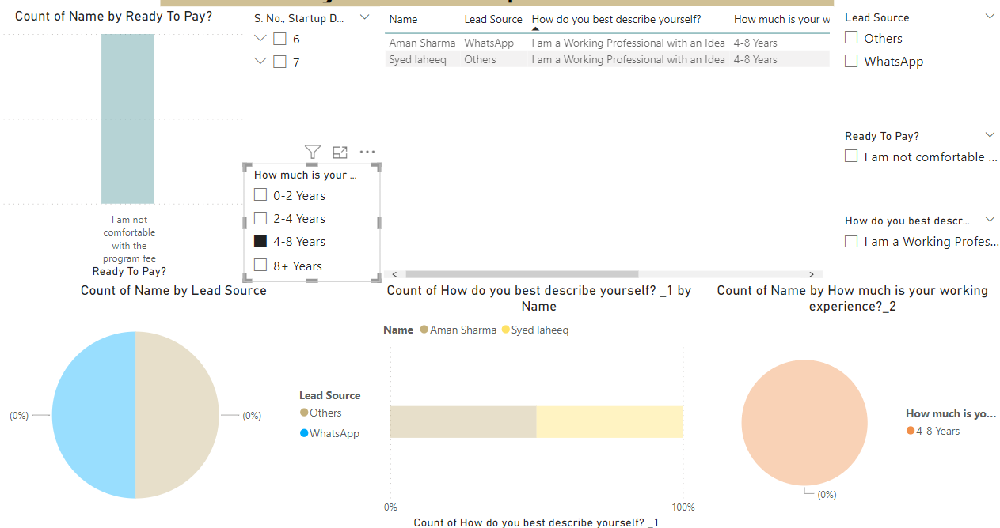 Count of Name by Ready To Pay?
I am not
comfortable
with the
program fee
Ready To Pay?
S. No., Startup D...
6
7
How much is your ...
0-2 Years
2-4 Years
4-8 Years
8+ Years
Name Lead Source How do you best describe yourself? How much is your w
Aman Sharma WhatsApp I am a Working Professional with an Idea 4-8 Years
Syed laheeq Others I am a Working Professional with an Idea 4-8 Years
Lead Source
Others
WhatsApp
Ready To Pay?
I am not comfortable ...
How do you best descr...
I am a Working Profes...
Count of Name by Lead Source
(0%)
(0%)
Lead Source
Others
WhatsApp
Count of How do you best describe yourself? _1 by
Name
Name Aman Sharma Syed laheeq
0% 100%
Count of How do you best describe yourself? _1
Count of Name by How much is your working
experience?_2
How much is yo...
4-8 Years
(0%)